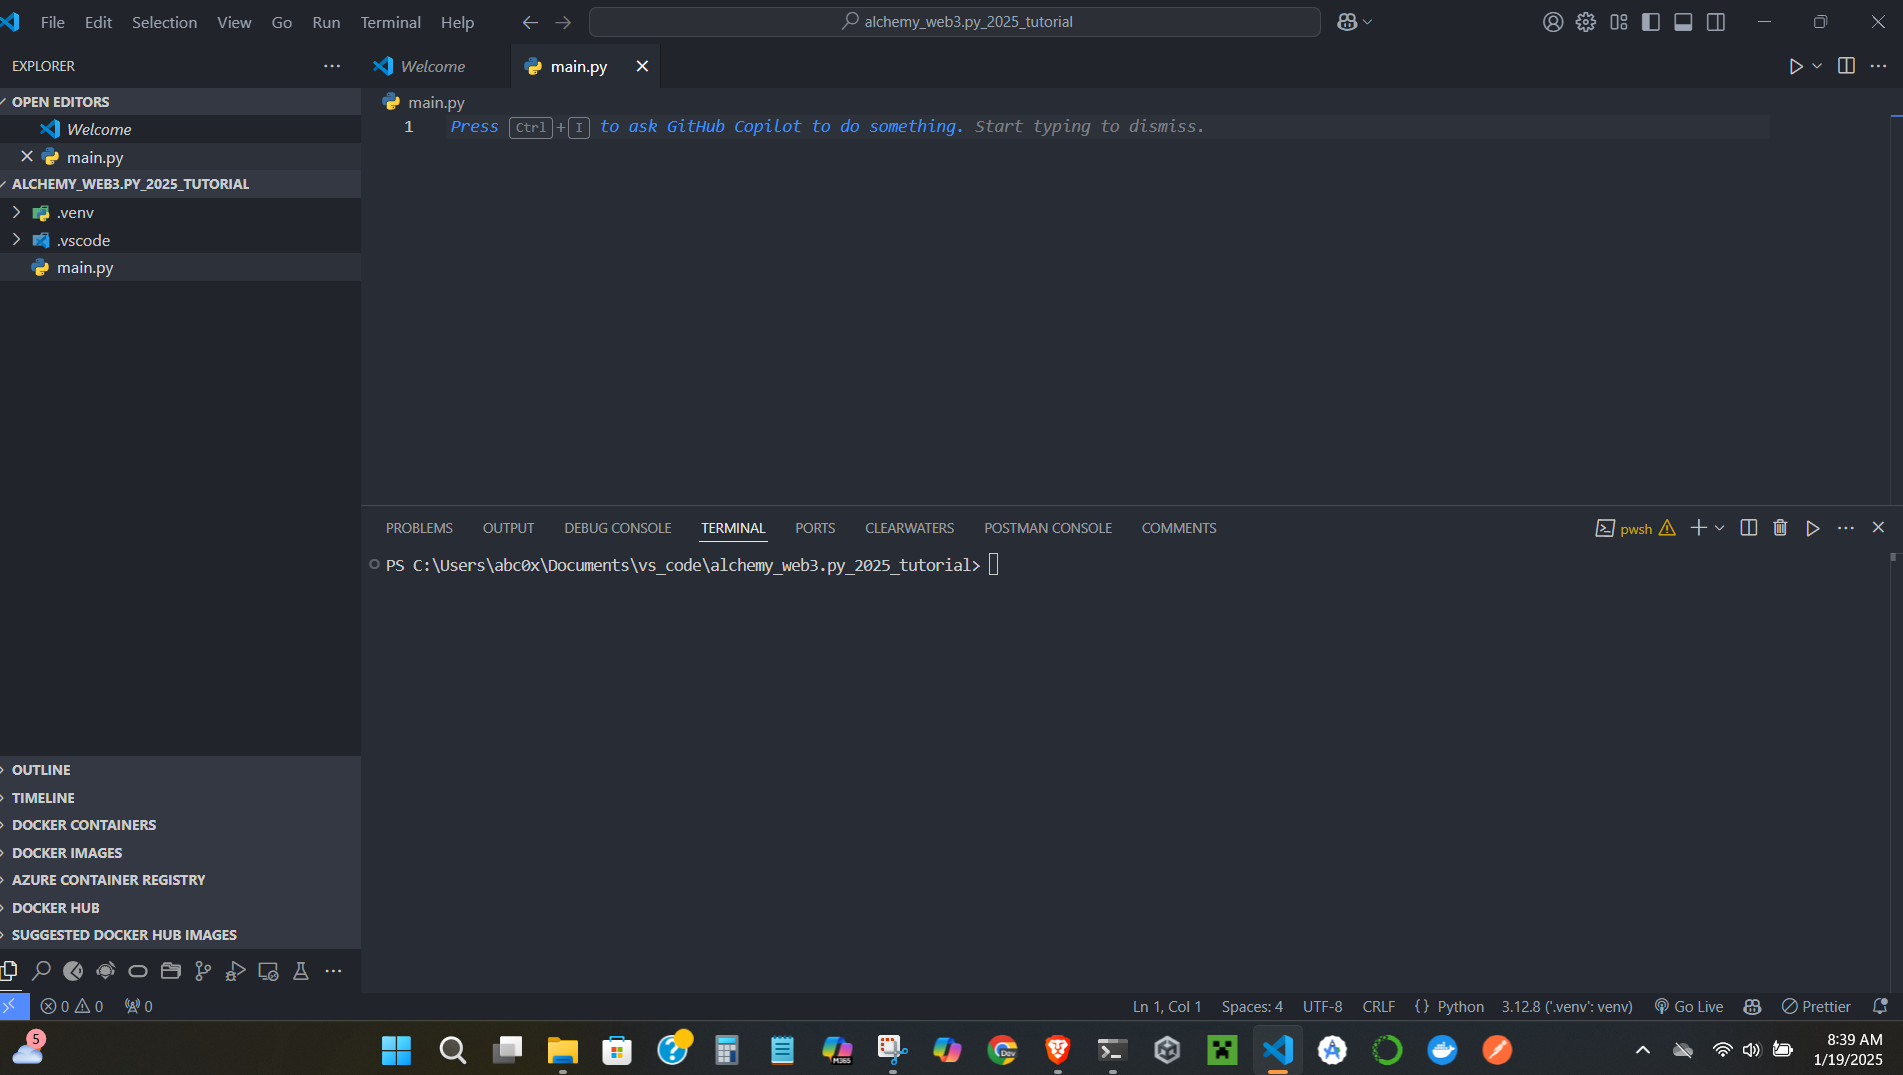 File Edit Selection View Go Run Terminal Help
alchemy_web3.py_2025_tutorial
EXPLORER
Welcome
main.py
OPEN EDITORS
Welcome
main.py
ALCHEMY_WEB3.PY_2025_TUTORIAL
.venv
.vscode
main.py
main.py
1 Press Ctrl+I to ask GitHub Copilot to do something. Start typing to dismiss.
PROBLEMS OUTPUT DEBUG CONSOLE TERMINAL PORTS CLEARWATERS POSTMAN CONSOLE COMMENTS
pwsh
PS C:\Users\abc0x\Documents\vs_code\alchemy_web3.py_2025_tutorial>
OUTLINE
TIMELINE
DOCKER CONTAINERS
DOCKER IMAGES
AZURE CONTAINER REGISTRY
DOCKER HUB
SUGGESTED DOCKER HUB IMAGES
0 0 0
Ln 1, Col 1 Spaces: 4 UTF-8 CRLF {} Python 3.12.8 ('.venv': venv) Go Live Prettier
5
M365
Dev
8:39 AM
1/19/2025